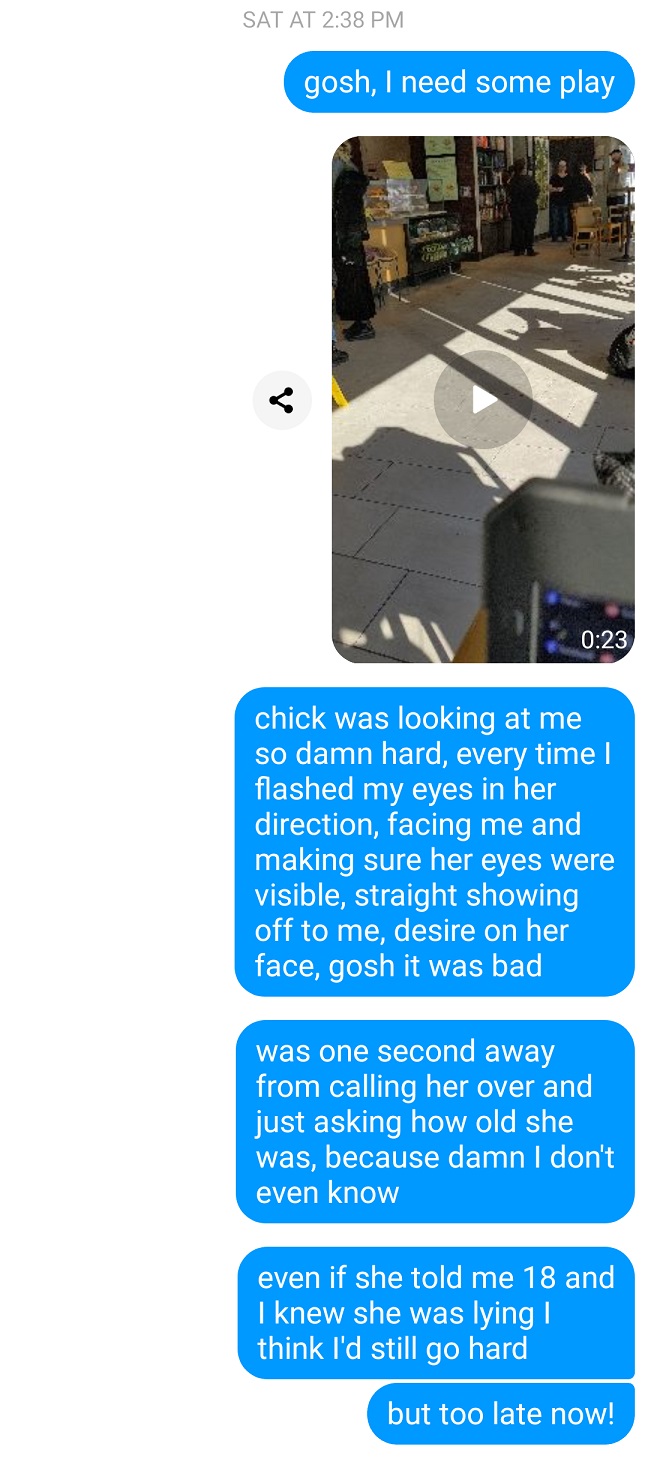 SAT AT 2:38 PM
gosh, I need some play
0:23
chick was looking at me
so damn hard, every time I
flashed my eyes in her
direction, facing me and
making sure her eyes were
visible, straight showing
off to me, desire on her
face, gosh it was bad
was one second away
from calling her over and
just asking how old she
was, because damn I don't
even know
even if she told me 18 and
I knew she was lying I
think I'd still go hard
but too late now!